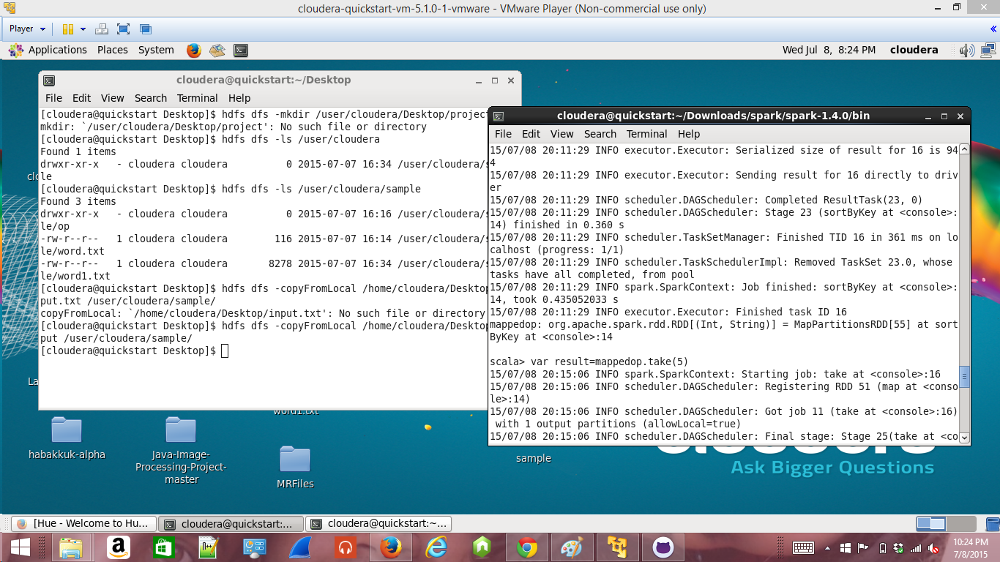 cloudera-quickstart-vm-5.1.0-1-vmware - VMware Player (Non-commercial use only)
Player
Applications Places System
Wed Jul 8, 8:24 PM cloudera
cloudera@quickstart:~/Desktop
File Edit View Search Terminal Help
[cloudera@quickstart Desktop]$ hdfs dfs -mkdir /user/cloudera/Desktop/project
mkdir: `/user/cloudera/Desktop/project': No such file or directory
[cloudera@quickstart Desktop]$ hdfs dfs -ls /user/cloudera
Found 1 items
drwxr-xr-x   - cloudera cloudera          0 2015-07-07 16:34 /user/cloudera/s
le
[cloudera@quickstart Desktop]$ hdfs dfs -ls /user/cloudera/sample
Found 3 items
drwxr-xr-x   - cloudera cloudera          0 2015-07-07 16:16 /user/cloudera/s
le/op
-rw-r--r--   1 cloudera cloudera        116 2015-07-07 16:14 /user/cloudera/s
le/word.txt
-rw-r--r--   1 cloudera cloudera       8278 2015-07-07 16:34 /user/cloudera/s
le/word1.txt
[cloudera@quickstart Desktop]$ hdfs dfs -copyFromLocal /home/cloudera/Desktop
put.txt /user/cloudera/sample/
copyFromLocal: `/home/cloudera/Desktop/input.txt': No such file or directory
[cloudera@quickstart Desktop]$ hdfs dfs -copyFromLocal /home/cloudera/Desktop
put /user/cloudera/sample/
[cloudera@quickstart Desktop]$
cloudera@quickstart:~/Downloads/spark/spark-1.4.0/bin
File Edit View Search Terminal Help
15/07/08 20:11:29 INFO executor.Executor: Serialized size of result for 16 is 94
4
15/07/08 20:11:29 INFO executor.Executor: Sending result for 16 directly to driv
er
15/07/08 20:11:29 INFO scheduler.DAGScheduler: Completed ResultTask(23, 0)
15/07/08 20:11:29 INFO scheduler.DAGScheduler: Stage 23 (sortByKey at <console>:
14) finished in 0.360 s
15/07/08 20:11:29 INFO scheduler.TaskSetManager: Finished TID 16 in 361 ms on lo
calhost (progress: 1/1)
15/07/08 20:11:29 INFO scheduler.TaskSchedulerImpl: Removed TaskSet 23.0, whose
tasks have all completed, from pool
15/07/08 20:11:29 INFO spark.SparkContext: Job finished: sortByKey at <console>:
14, took 0.435052033 s
15/07/08 20:11:29 INFO executor.Executor: Finished task ID 16
mappedop: org.apache.spark.rdd.RDD[(Int, String)] = MapPartitionsRDD[55] at sort
ByKey at <console>:14
scala> var result=mappedop.take(5)
15/07/08 20:15:06 INFO spark.SparkContext: Starting job: take at <console>:16
15/07/08 20:15:06 INFO scheduler.DAGScheduler: Registering RDD 51 (map at <conso
le>:14)
15/07/08 20:15:06 INFO scheduler.DAGScheduler: Got job 11 (take at <console>:16)
with 1 output partitions (allowLocal=true)
15/07/08 20:15:06 INFO scheduler.DAGScheduler: Final stage: Stage 25(take at <co
clo
La
word1.txt
habakkuk-alpha
Java-Image-
Processing-Project-
master
MRFiles
sample
Ask Bigger Questions
[Hue - Welcome to Hu...
cloudera@quickstart:...
cloudera@quickstart:~...
10:24 PM
7/8/2015